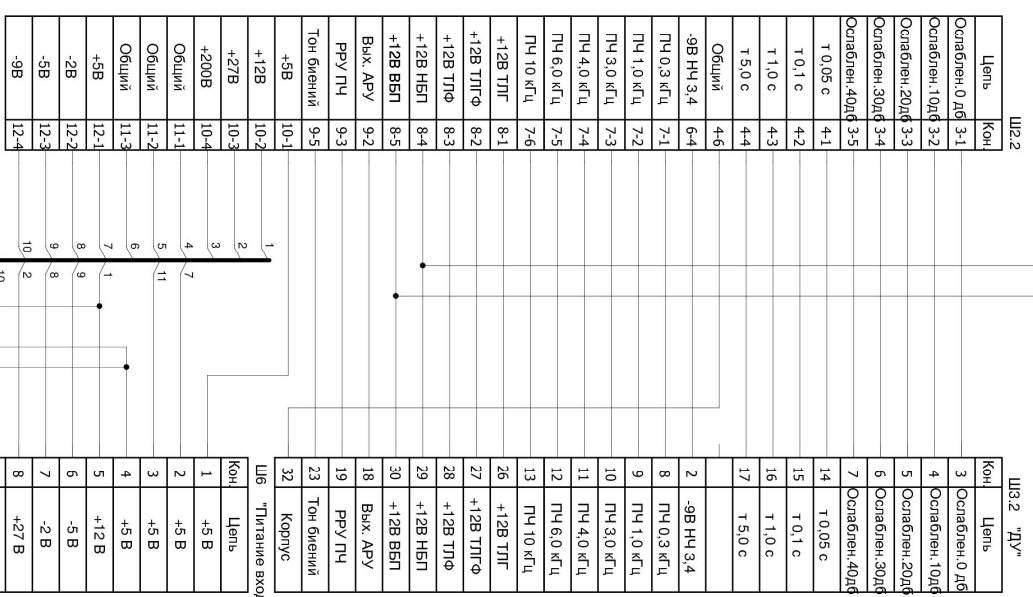 Ш2.2
Цепь Кон.
Ослаблен.0 дб 3-1
Ослаблен.10дб 3-2
Ослаблен.20дб 3-3
Ослаблен.30дб 3-4
Ослаблен.40дб 3-5
т 0,05 с 4-1
т 0,1 с 4-2
т 1,0 с 4-3
т 5,0 с 4-4
Общий 4-6
-9В НЧ 3,4 6-4
ПЧ 0,3 кГц 7-1
ПЧ 1,0 кГц 7-2
ПЧ 3,0 кГц 7-3
ПЧ 4,0 кГц 7-4
ПЧ 6,0 кГц 7-5
ПЧ 10 кГц 7-6
+12В ТЛГ 8-1
+12В ТЛГФ 8-2
+12В ТЛФ 8-3
+12В НБП 8-4
+12В ВБП 8-5
Вых. АРУ 9-2
РРУ ПЧ 9-3
Тон биений 9-5
+5В 10-1
+12В 10-2
+27В 10-3
+200В 10-4
Общий 11-1
Общий 11-2
Общий 11-3
+5В 12-1
-2В 12-2
-5В 12-3
-9В 12-4
1
2
3
4 7
5 11
6
7 1
8 9
9 8
10 2
Ш3.2 "ДУ"
Кон. Цепь
3 Ослаблен.0 дб
4 Ослаблен.10дб
5 Ослаблен.20дб
6 Ослаблен.30дб
7 Ослаблен.40дб
14 т 0,05 с
15 т 0,1 с
16 т 1,0 с
17 т 5,0 с
2 -9В НЧ 3,4
8 ПЧ 0,3 кГц
9 ПЧ 1,0 кГц
10 ПЧ 3,0 кГц
11 ПЧ 4,0 кГц
12 ПЧ 6,0 кГц
13 ПЧ 10 кГц
26 +12В ТЛГ
27 +12В ТЛГФ
28 +12В ТЛФ
29 +12В НБП
30 +12В ВБП
18 Вых. АРУ
19 РРУ ПЧ
23 Тон биений
32 Корпус
Ш6 "Питание вход
Кон. Цепь
1 +5 В
2 +5 В
3 +5 В
4 +5 В
5 +12 В
6 -5 В
7 -2 В
8 +27 В